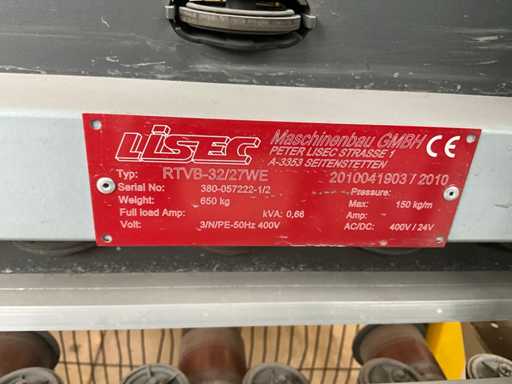 LISEC
Maschinenbau GMBH CE
PETER LISEC STRASSE 1
A-3353 SEITENSTETTEN
Typ: RTVB-32/27WE 2010041903 / 2010
Serial No: 380-057222-1/2 Pressure:
Weight: 650 kg Max: 150 kg/m
Full load Amp: kVA: 0,66 Amp:
Volt: 3/N/PE-50Hz 400V AC/DC: 400V / 24V